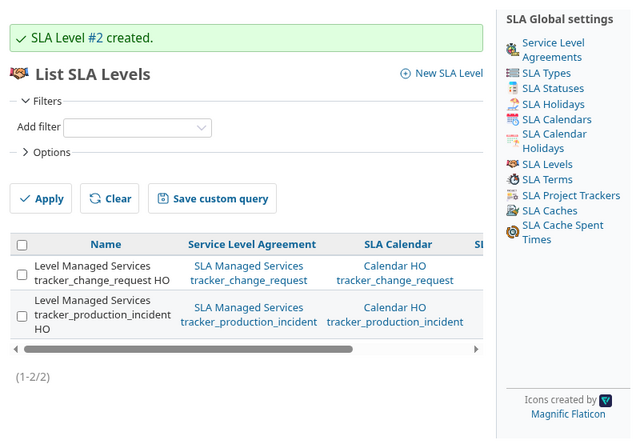 SLA Level #2 created.
List SLA Levels
New SLA Level
Filters
Add filter
Options
Apply
Clear
Save custom query
Name
Service Level Agreement
SLA Calendar
Level Managed Services
tracker_change_request HO
SLA Managed Services
tracker_change_request
Calendar HO
tracker_change_request
Level Managed Services
tracker_production_incident
HO
SLA Managed Services
tracker_production_incident
Calendar HO
tracker_production_incident
(1-2/2)
SLA Global settings
Service Level
Agreements
SLA Types
SLA Statuses
SLA Holidays
SLA Calendars
SLA Calendar
Holidays
SLA Levels
SLA Terms
SLA Project Trackers
SLA Caches
SLA Cache Spent
Times
Icons created by
Magnific Flaticon